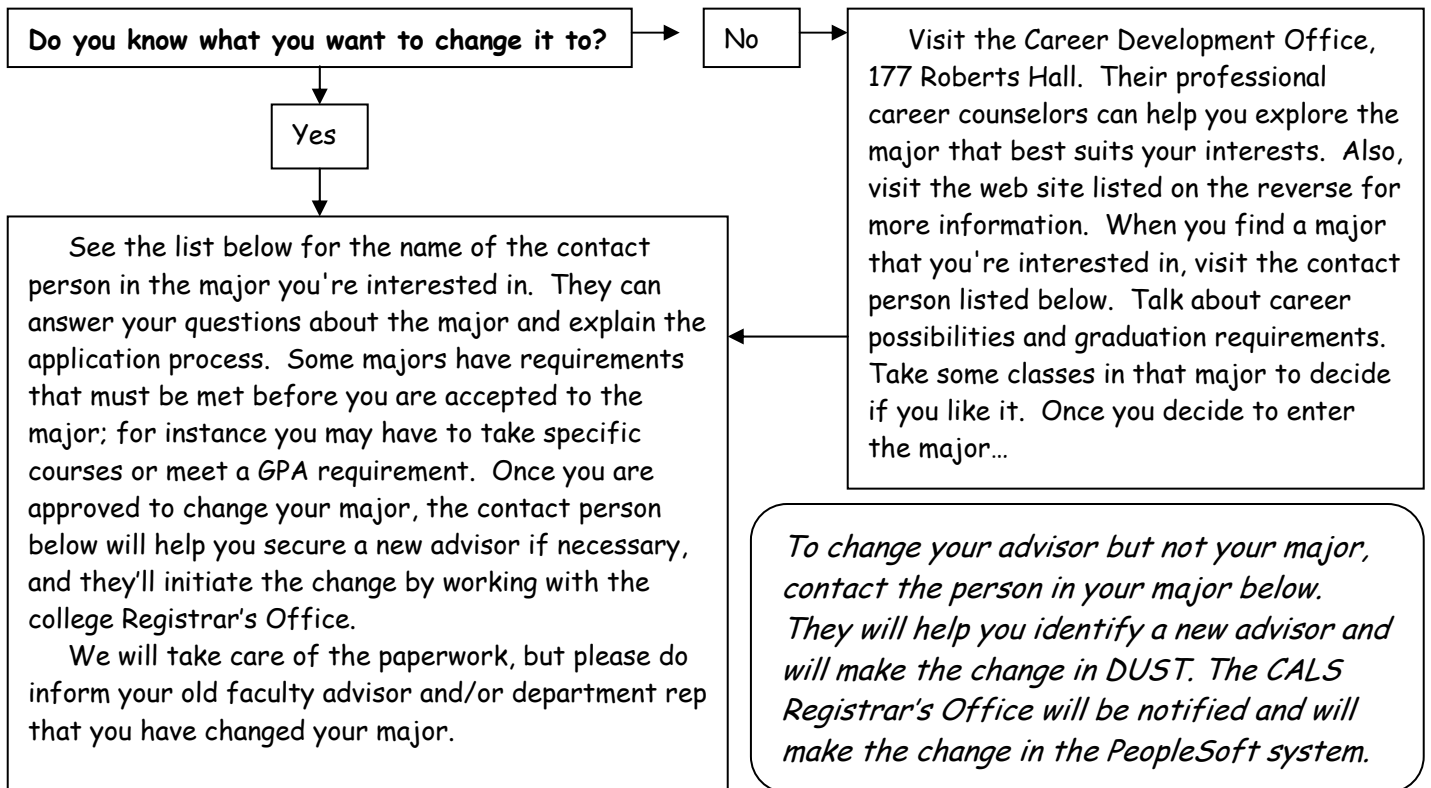 Do you know what you want to change it to?
No
Yes
Visit the Career Development Office,
177 Roberts Hall.  Their professional
career counselors can help you explore the
major that best suits your interests.  Also,
visit the web site listed on the reverse for
more information.  When you find a major
that you're interested in, visit the contact
person listed below.  Talk about career
possibilities and graduation requirements.
Take some classes in that major to decide
if you like it.  Once you decide to enter
the major…
See the list below for the name of the contact
person in the major you're interested in.  They can
answer your questions about the major and explain the
application process.  Some majors have requirements
that must be met before you are accepted to the
major; for instance you may have to take specific
courses or meet a GPA requirement.  Once you are
approved to change your major, the contact person
below will help you secure a new advisor if necessary,
and they’ll initiate the change by working with the
college Registrar’s Office.
We will take care of the paperwork, but please do
inform your old faculty advisor and/or department rep
that you have changed your major.
To change your advisor but not your major,
contact the person in your major below.
They will help you identify a new advisor and
will make the change in DUST. The CALS
Registrar’s Office will be notified and will
make the change in the PeopleSoft system.